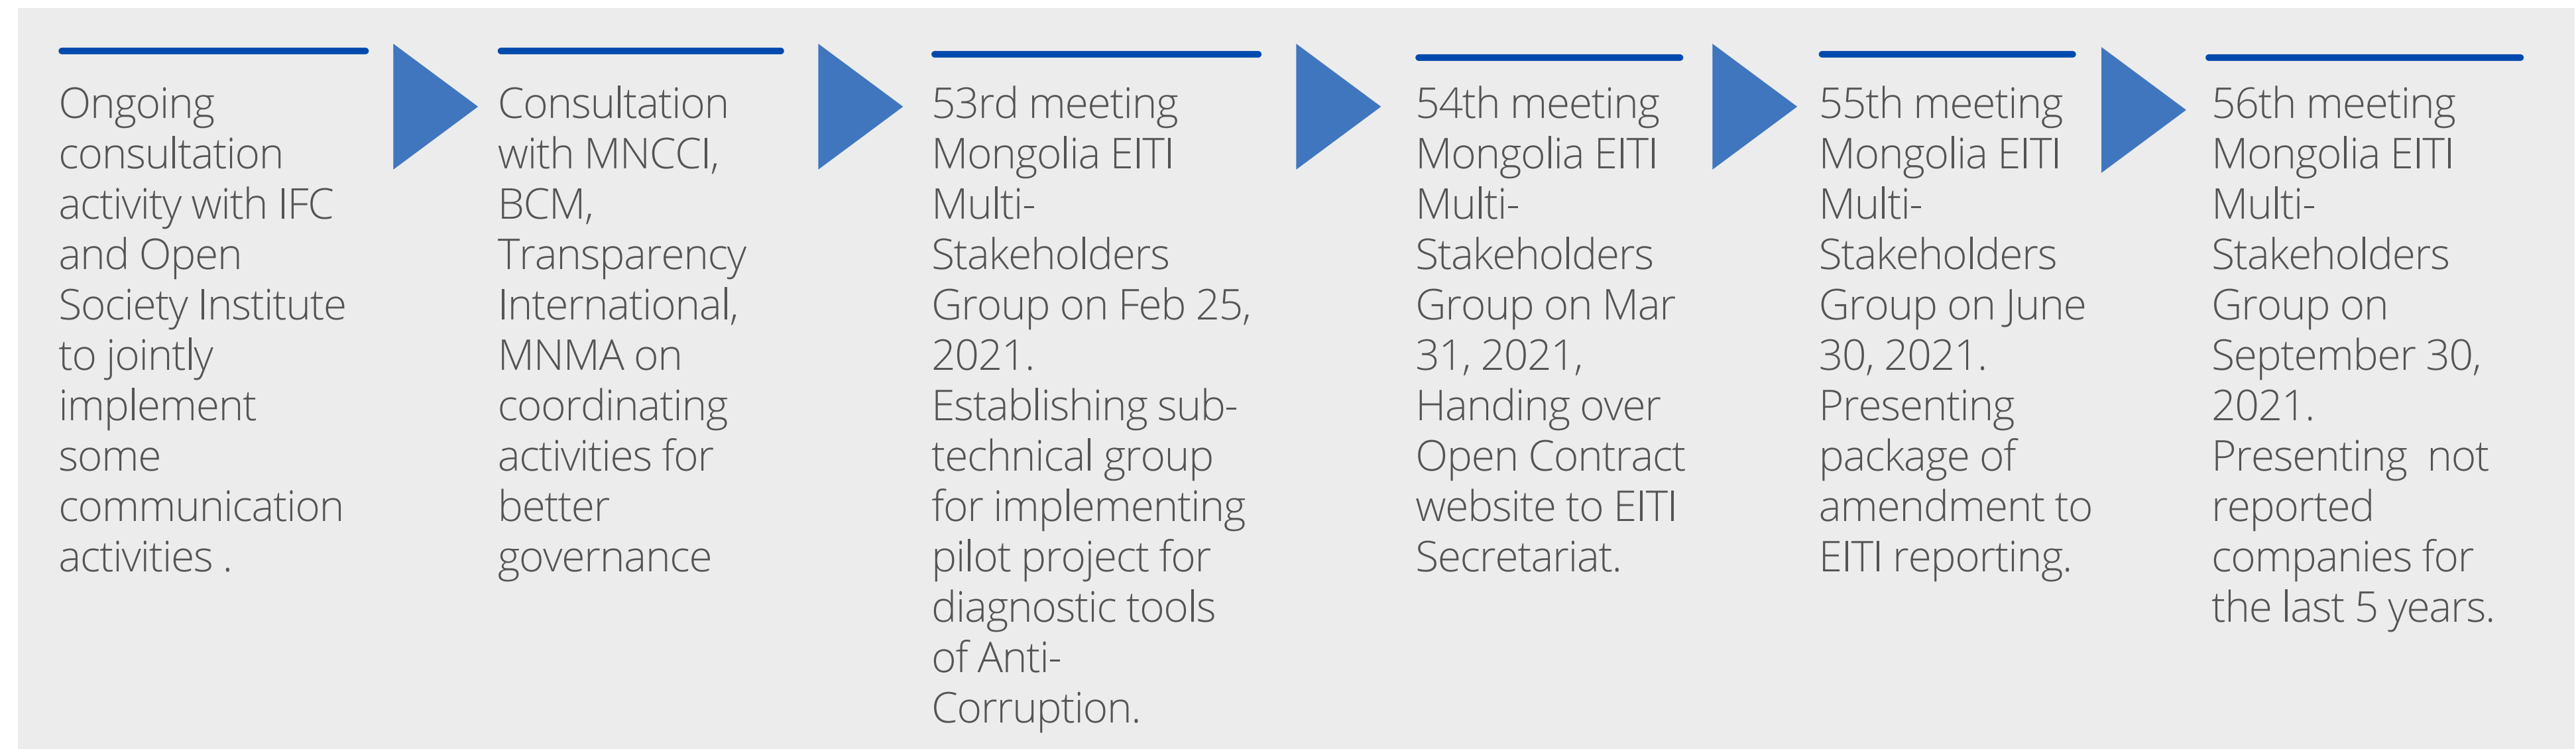 Ongoing
consultation
activity with IFC
and Open
Society Institute
to jointly
implement
some
communication
activities .
Consultation
with MNCCI,
BCM,
Transparency
International,
MNMA on
coordinating
activities for
better
governance
53rd meeting
Mongolia EITI
Multi-
Stakeholders
Group on Feb 25,
2021.
Establishing sub-
technical group
for implementing
pilot project for
diagnostic tools
of Anti-
Corruption.
54th meeting
Mongolia EITI
Multi-
Stakeholders
Group on Mar
31, 2021,
Handing over
Open Contract
website to EITI
Secretariat.
55th meeting
Mongolia EITI
Multi-
Stakeholders
Group on June
30, 2021.
Presenting
package of
amendment to
EITI reporting.
56th meeting
Mongolia EITI
Multi-
Stakeholders
Group on
September 30,
2021.
Presenting  not
reported
companies for
the last 5 years.